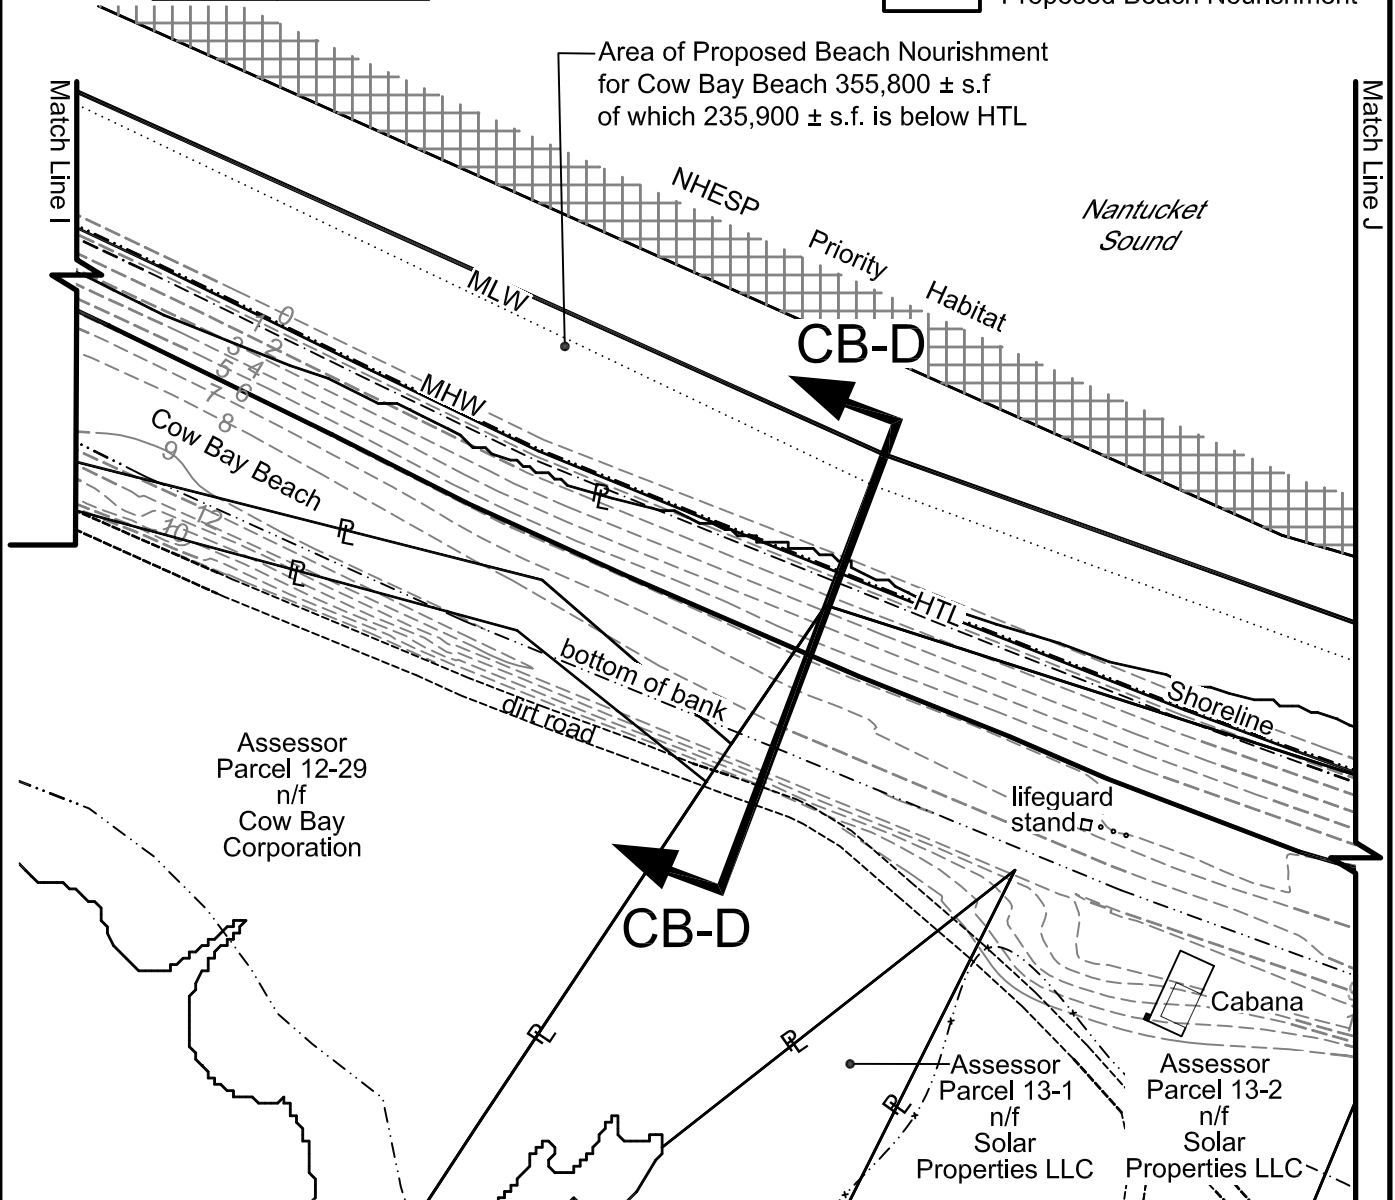 Proposed Beach Nourishment
Area of Proposed Beach Nourishment
for Cow Bay Beach 355,800 ± s.f
of which 235,900 ± s.f. is below HTL
Match Line I
Match Line J
NHESP Priority Habitat
Nantucket
Sound
MLW
CB-D
0
1
2
3
4
5
6
7
8
9
12
10
MHW
Cow Bay Beach
PL
PL
PL
HTL
Shoreline
bottom of bank
dirt road
Assessor
Parcel 12-29
n/f
Cow Bay
Corporation
lifeguard
stand
CB-D
Cabana
PL
PL
PL
Assessor
Parcel 13-1
n/f
Solar
Properties LLC
Assessor
Parcel 13-2
n/f
Solar
Properties LLC